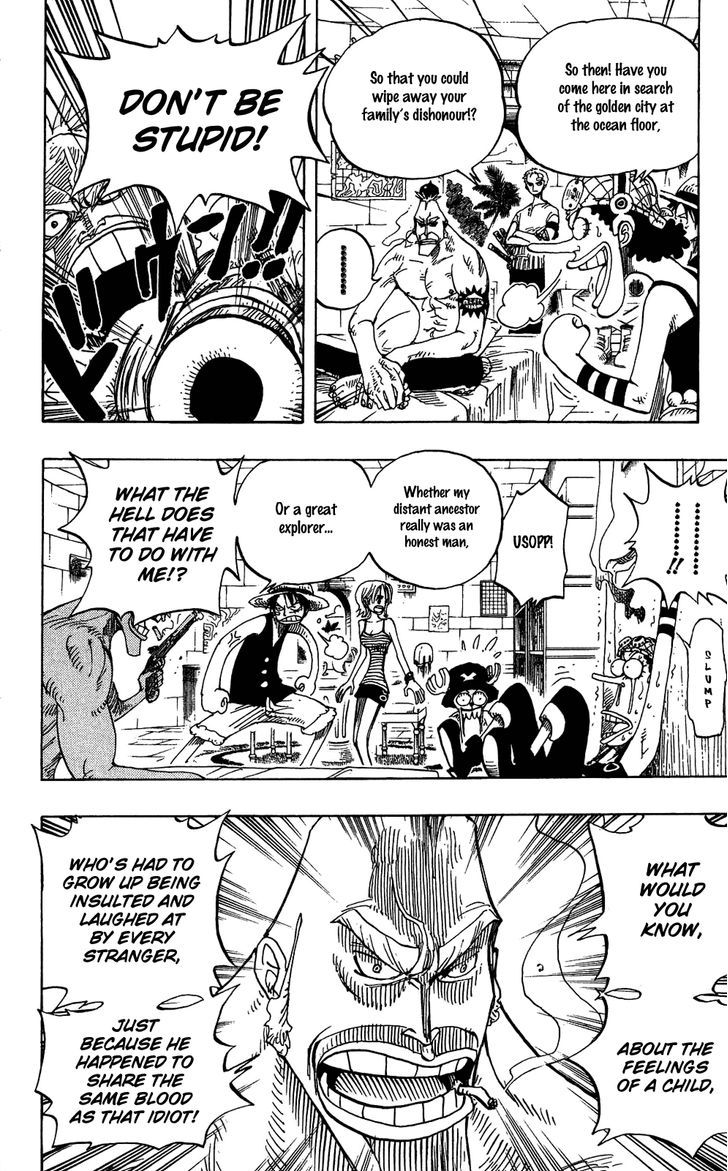 So then! Have you
come here in search
of the golden city at
the ocean floor,
So that you could
wipe away your
family's dishonour!?
.........
DON'T BE
STUPID!
ドウン!!
.........!!
SLUMP
USOPP!
Whether my
distant ancestor
really was an
honest man,
Or a great
explorer...
WHAT THE
HELL DOES
THAT HAVE
TO DO WITH
ME!?
WHAT
WOULD
YOU
KNOW,
ABOUT THE
FEELINGS
OF A CHILD,
WHO'S HAD TO
GROW UP BEING
INSULTED AND
LAUGHED AT
BY EVERY
STRANGER,
JUST
BECAUSE HE
HAPPENED TO
SHARE THE
SAME BLOOD
AS THAT IDIOT!